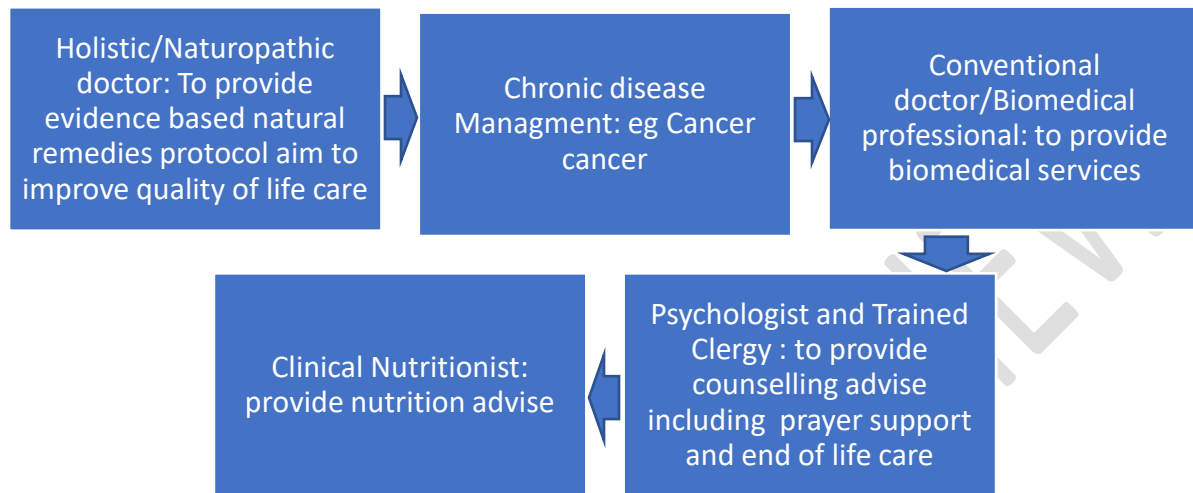 Holistic/Naturopathic
doctor: To provide
evidence based natural
remedies protocol aim to
improve quality of life care
Chronic disease
Managment: eg Cancer
cancer
Conventional
doctor/Biomedical
professional: to provide
biomedical services
Psychologist and Trained
Clergy : to provide
counselling advise
including prayer support
and end of life care
Clinical Nutritionist:
provide nutrition advise